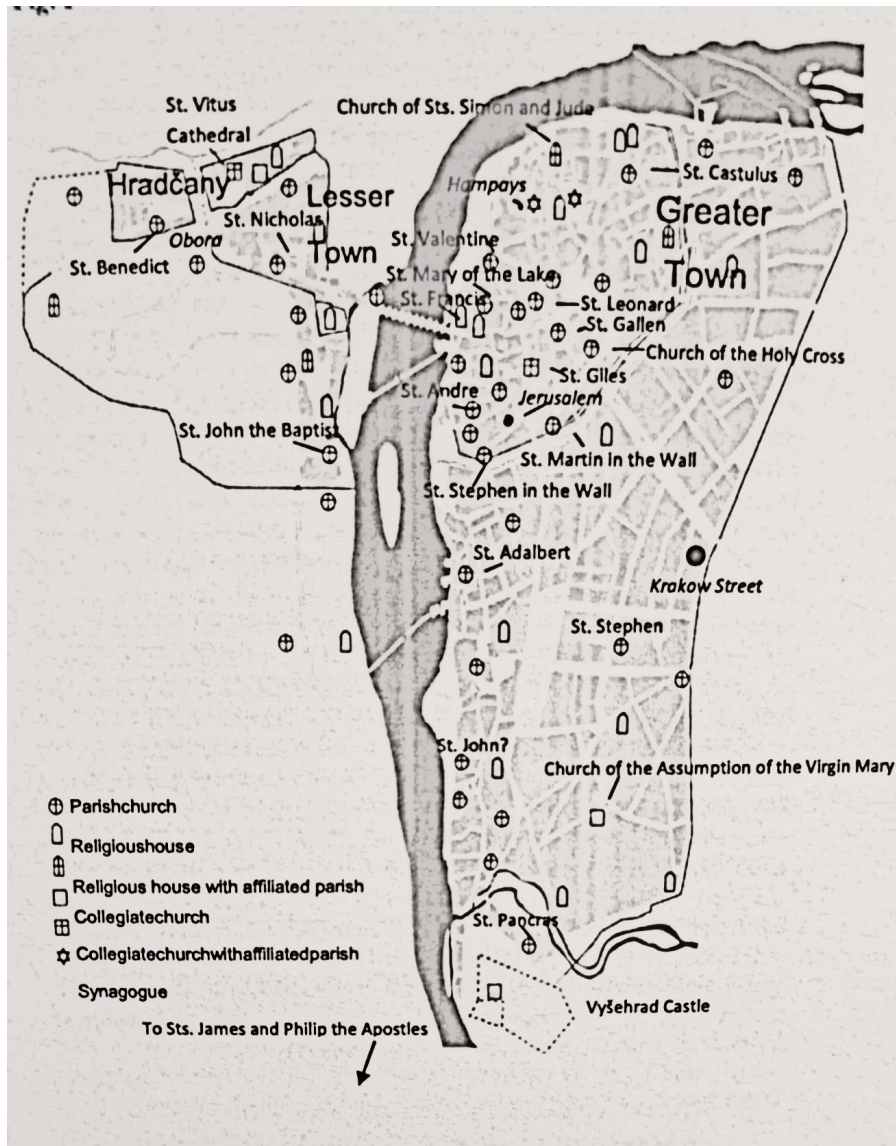 St. Vitus
Cathedral
Church of Sts. Simon and Jude
Hradcany
Lesser
Town
Hampays
St. Castulus
Greater
Town
St. Nicholas
Obora
St. Benedict
St. Valentine
St. Mary of the Lake
St. Francis
St. Leonard
St. Gallen
Church of the Holy Cross
St. Giles
St. Andre
Jerusalem
St. John the Baptist
St. Martin in the Wall
St. Stephen in the Wall
St. Adalbert
Krakow Street
St. Stephen
St. John?
Church of the Assumption of the Virgin Mary
Parishchurch
Religioushouse
Religious house with affiliated parish
Collegiatechurch
Collegiatechurchwithaffiliatedparish
Synagogue
St. Pancras
Vyšehrad Castle
To Sts. James and Philip the Apostles